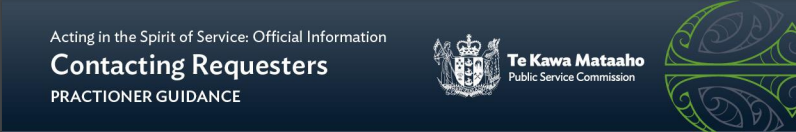 Acting in the Spirit of Service: Official Information
Contacting Requesters
PRACTIONER GUIDANCE
Te Kawa Mataaho
Public Service Commission